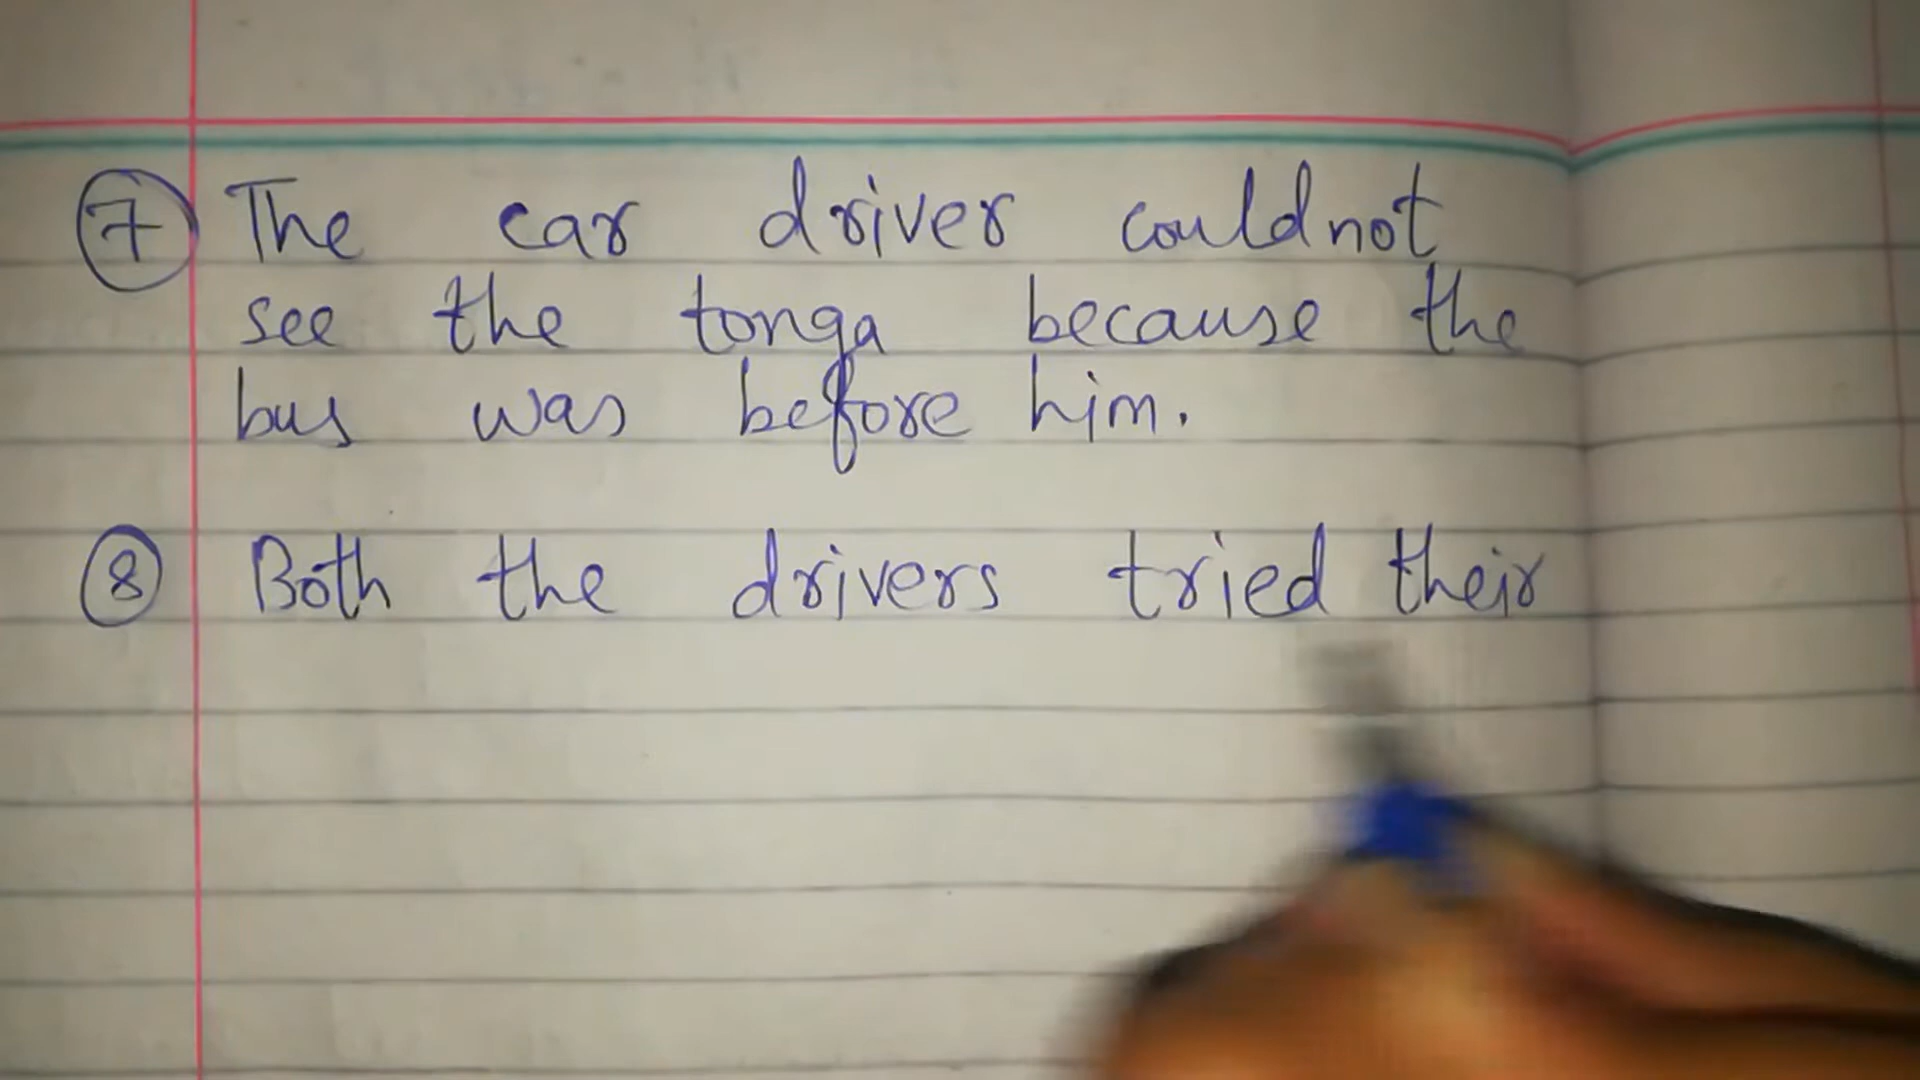 7 The car driver couldnot
see the tonga because the
bus was before him.
8 Both the drivers tried their